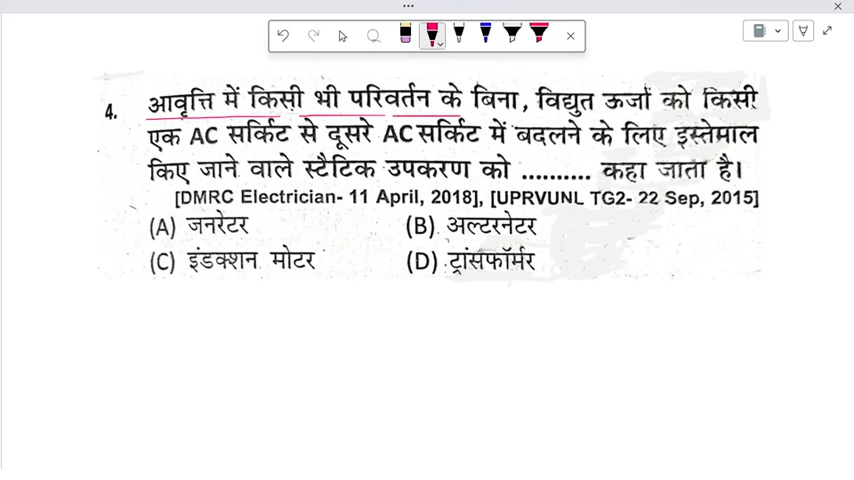 4. आवृत्ति में किसी भी परिवर्तन के बिना, विद्युत ऊर्जा को किसी
एक AC सर्किट से दूसरे AC सर्किट में बदलने के लिए इस्तेमाल
किए जाने वाले स्टैटिक उपकरण को .......... कहा जाता है।
[DMRC Electrician- 11 April, 2018], [UPRVUNL TG2- 22 Sep, 2015]
(A) जनरेटर (B) अल्टरनेटर
(C) इंडक्शन मोटर (D) ट्रांसफॉर्मर